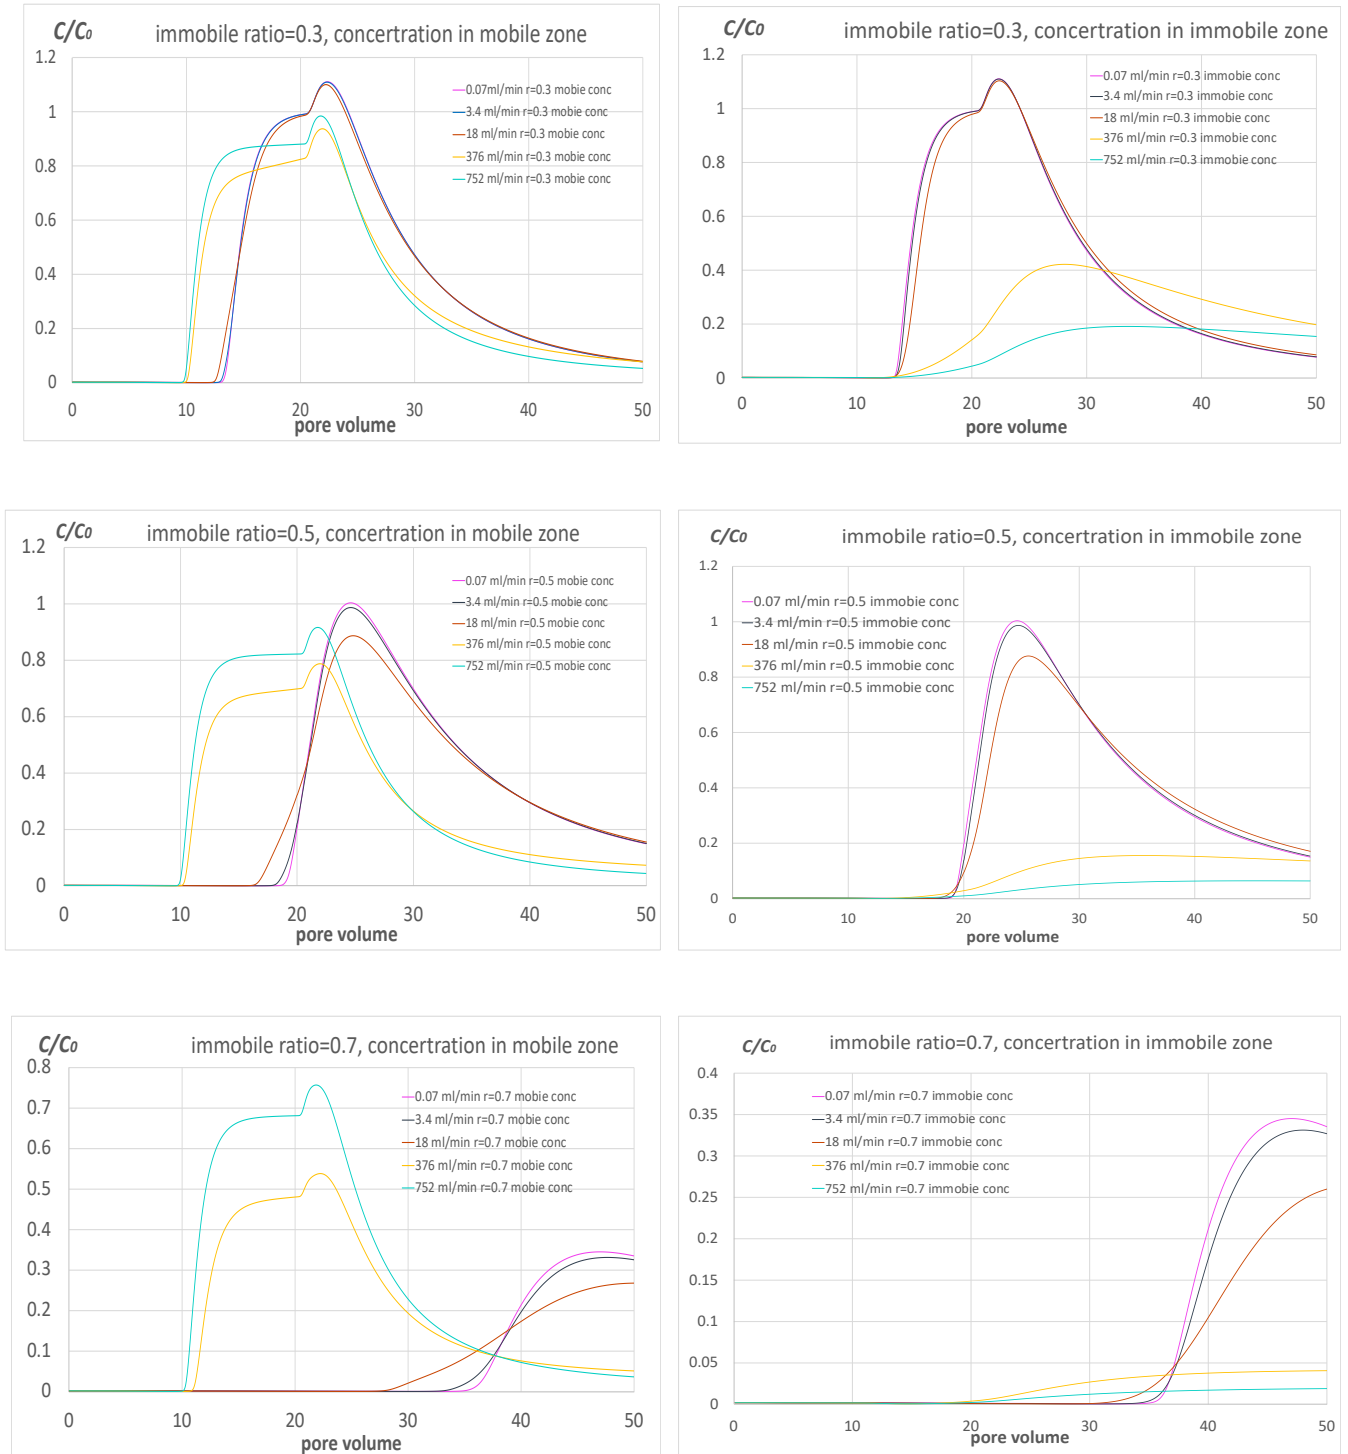 C/C0 immobile ratio=0.3, concertration in mobile zone
1.2
1
0.8
0.6
0.4
0.2
0
0 10 20 30 40 50
pore volume
0.07ml/min r=0.3 mobie conc
3.4 ml/min r=0.3 mobie conc
18 ml/min r=0.3 mobie conc
376 ml/min r=0.3 mobie conc
752 ml/min r=0.3 mobie conc
C/C0 immobile ratio=0.3, concertration in immobile zone
1.2
1
0.8
0.6
0.4
0.2
0
0 10 20 30 40 50
pore volume
0.07 ml/min r=0.3 immobie conc
3.4 ml/min r=0.3 immobie conc
18 ml/min r=0.3 immobie conc
376 ml/min r=0.3 immobie conc
752 ml/min r=0.3 immobie conc
C/C0 immobile ratio=0.5, concertration in mobile zone
1.2
1
0.8
0.6
0.4
0.2
0
0 10 20 30 40 50
pore volume
0.07 ml/min r=0.5 mobie conc
3.4 ml/min r=0.5 mobie conc
18 ml/min r=0.5 mobie conc
376 ml/min r=0.5 mobie conc
752 ml/min r=0.5 mobie conc
C/C0 immobile ratio=0.5, concertration in immobile zone
1.2
1
0.8
0.6
0.4
0.2
0
0 10 20 30 40 50
pore volume
0.07 ml/min r=0.5 immobie conc
3.4 ml/min r=0.5 immobie conc
18 ml/min r=0.5 immobie conc
376 ml/min r=0.5 immobie conc
752 ml/min r=0.5 immobie conc
C/C0 immobile ratio=0.7, concertration in mobile zone
0.8
0.7
0.6
0.5
0.4
0.3
0.2
0.1
0
0 10 20 30 40 50
pore volume
0.07 ml/min r=0.7 mobie conc
3.4 ml/min r=0.7 mobie conc
18 ml/min r=0.7 mobie conc
376 ml/min r=0.7 mobie conc
752 ml/min r=0.7 mobie conc
C/C0 immobile ratio=0.7, concertration in immobile zone
0.4
0.35
0.3
0.25
0.2
0.15
0.1
0.05
0
0 10 20 30 40 50
pore volume
0.07 ml/min r=0.7 immobie conc
3.4 ml/min r=0.7 immobie conc
18 ml/min r=0.7 immobie conc
376 ml/min r=0.7 immobie conc
752 ml/min r=0.7 immobie conc